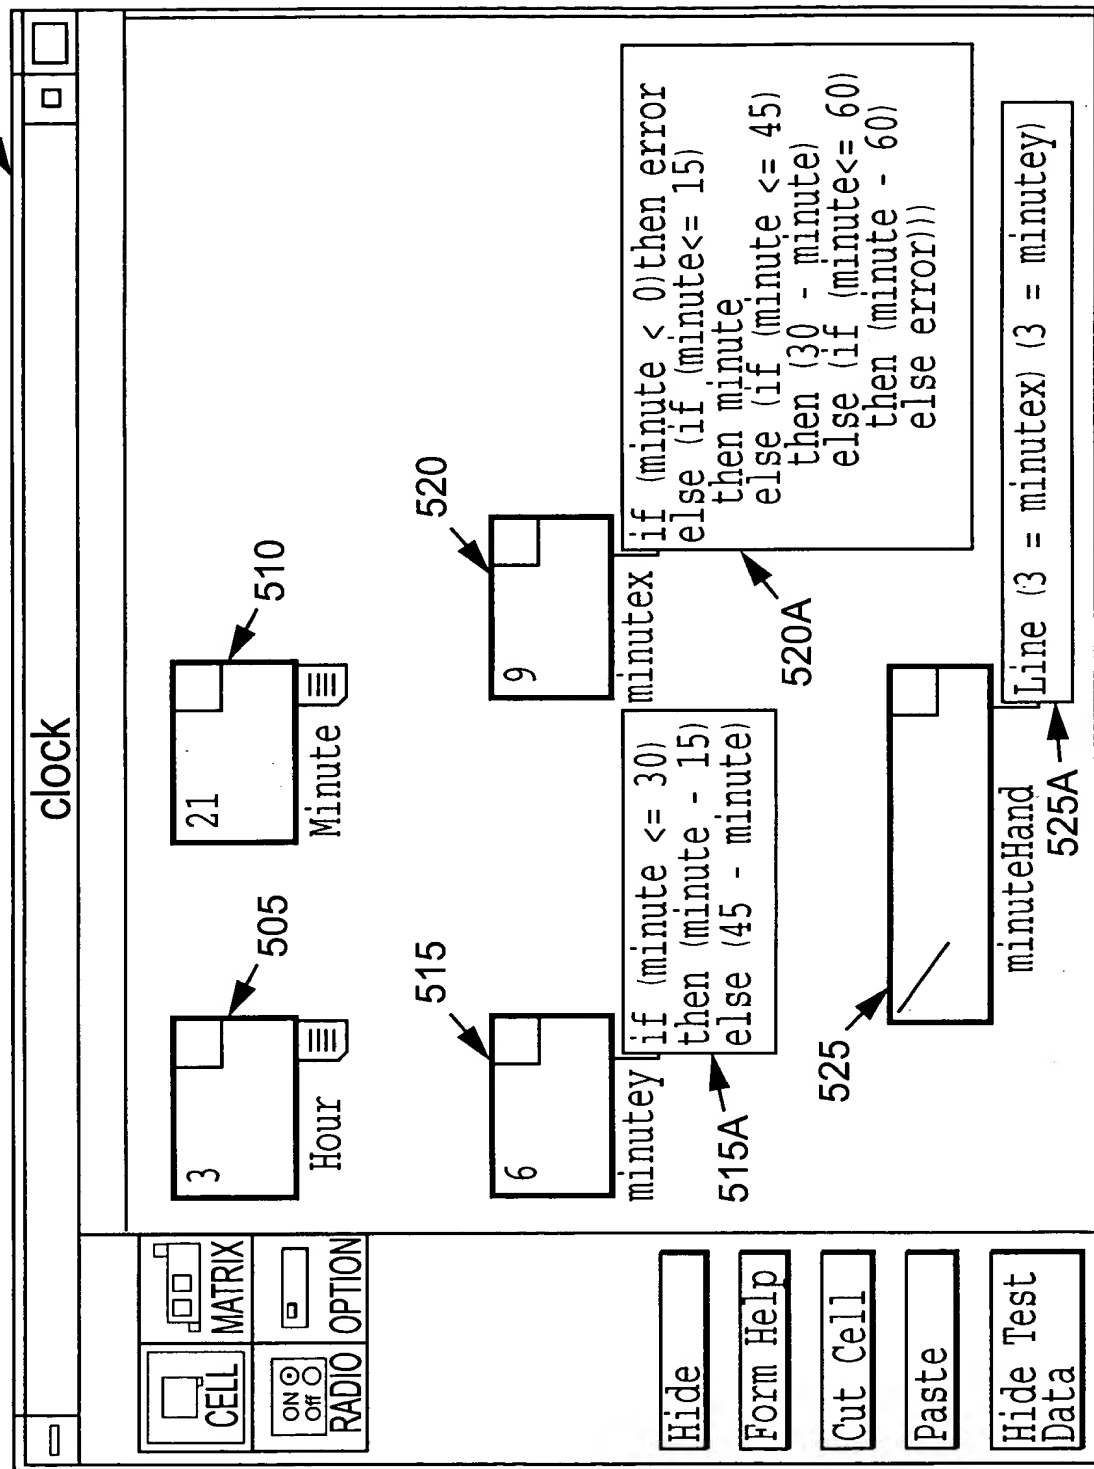 clock
CELL
MATRIX
ON
Off
RADIO
OPTION
Hide
Form Help
Cut Cell
Paste
Hide Test
Data
3
505
Hour
21
510
Minute
515
6
minutey
515A
if (minute <= 30)
then (minute - 15)
else (45 - minute)
520
9
minutex
520A
if (minute < 0)then error
else (if (minute<= 15)
then minute
else (if (minute <= 45)
then (30 - minute)
else (if (minute<= 60)
then (minute - 60)
else error)))
525
minuteHand
525A
Line (3 = minutex) (3 = minutey)